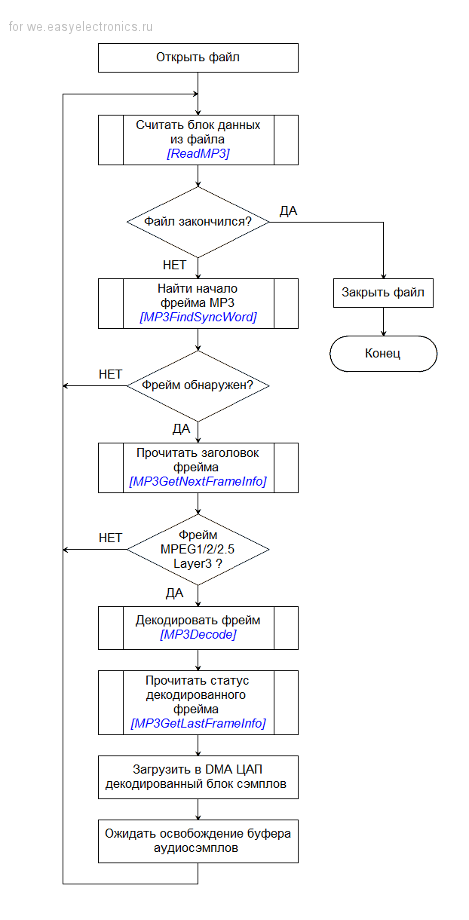 for we.easyelectronics.ru
Открыть файл
Считать блок данных
из файла
[ReadMP3]
Файл закончился?
ДА
НЕТ
Закрыть файл
Конец
Найти начало
фрейма MP3
[MP3FindSyncWord]
НЕТ
Фрейм обнаружен?
ДА
Прочитать заголовок
фрейма
[MP3GetNextFrameInfo]
НЕТ
Фрейм
MPEG1/2/2.5
Layer3 ?
ДА
Декодировать фрейм
[MP3Decode]
Прочитать статус
декодированного
фрейма
[MP3GetLastFrameInfo]
Загрузить в DMA ЦАП
декодированный блок сэмплов
Ожидать освобождение буфера
аудиосэмплов